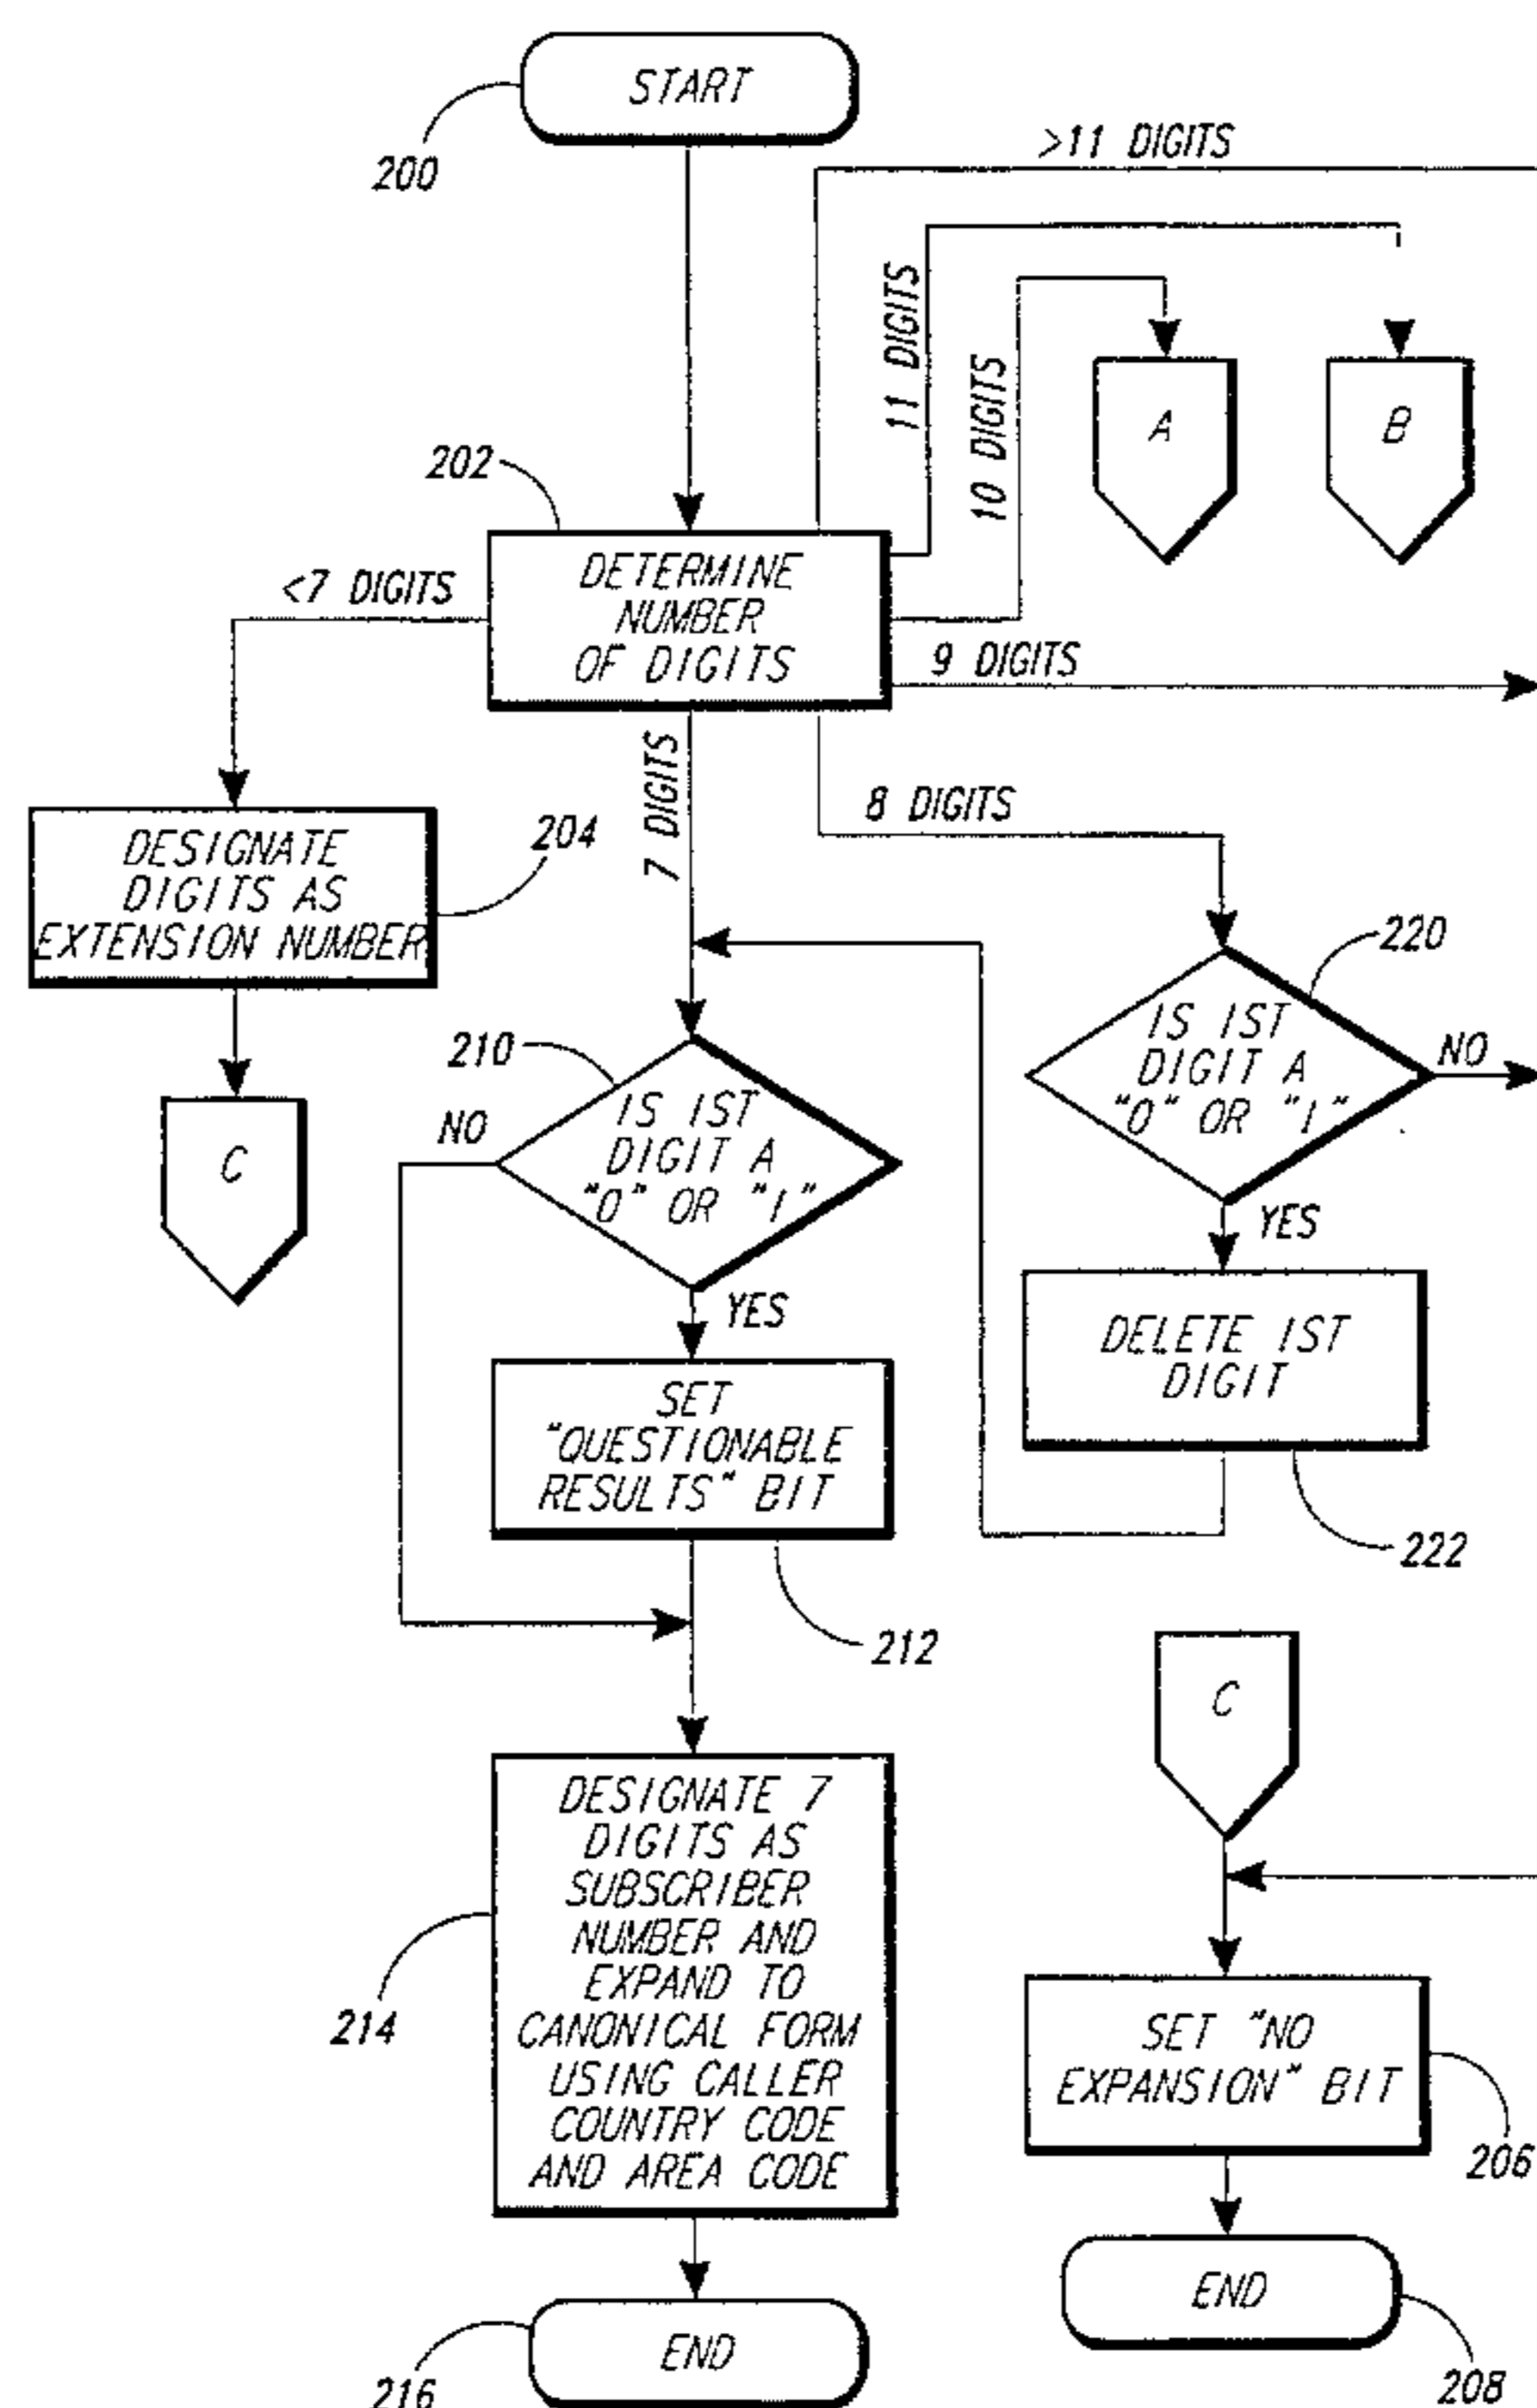 START
200
>11 DIGITS
11 DIGITS
10 DIGITS
A
B
202
DETERMINE
NUMBER
OF DIGITS
<7 DIGITS
9 DIGITS
7 DIGITS
8 DIGITS
DESIGNATE
DIGITS AS
EXTENSION NUMBER
204
C
210
IS 1ST
DIGIT A
"0" OR "1"
NO
YES
220
IS 1ST
DIGIT A
"0" OR "1"
NO
YES
DELETE 1ST
DIGIT
222
SET
"QUESTIONABLE
RESULTS" BIT
212
C
DESIGNATE 7
DIGITS AS
SUBSCRIBER
NUMBER AND
EXPAND TO
CANONICAL FORM
USING CALLER
COUNTRY CODE
AND AREA CODE
214
SET "NO
EXPANSION" BIT
206
END
208
END
216